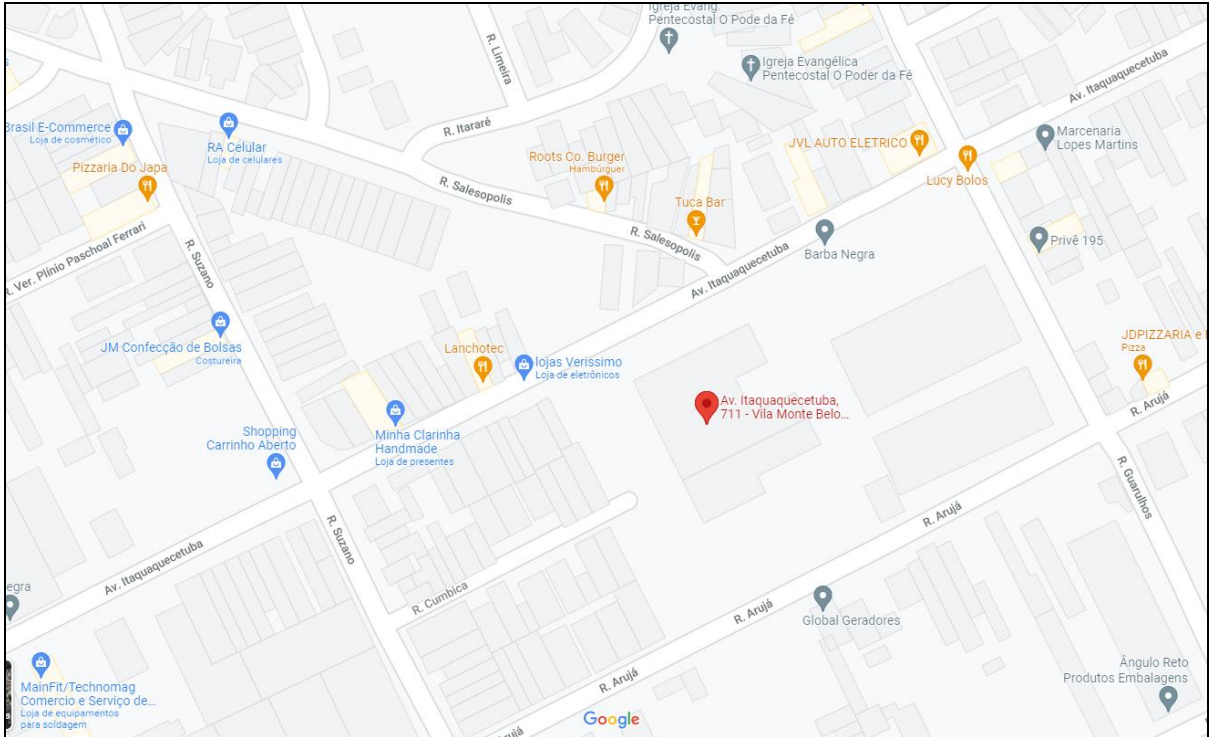 Igreja Evang.
Pentecostal O Pode da Fé
R. Limeira
Igreja Evangélica
Pentecostal O Poder da Fé
Av. Itaquaquecetuba
Brasil E-Commerce
Loja de cosmético
RA Celular
Loja de celulares
R. Itararé
JVL AUTO ELETRICO
Marcenaria
Lopes Martins
Pizzaria Do Japa
Roots Co. Burger
Hambúrguer
Lucy Bolos
R. Salesopolis
Tuca Bar
R. Salesopolis
Privê 195
R. Ver. Plínio Paschoal Ferrari
R. Suzano
Barba Negra
Av. Itaquaquecetuba
JM Confecção de Bolsas
Costureira
Lanchotec
lojas Verissimo
Loja de eletrônicos
JDPIZZARIA e
Pizza
Av. Itaquaquecetuba,
711 - Vila Monte Belo...
R. Arujá
Shopping
Carrinho Aberto
Minha Clarinha
Handmade
Loja de presentes
R. Guarulhos
R. Suzano
R. Arujá
Av. Itaquaquecetuba
R. Cumbica
egra
R. Arujá
Global Geradores
Ângulo Reto
Produtos Embalagens
MainFit/Technomag
Comercio e Serviço de...
Loja de equipamentos
para soldagem
R. Arujá
Google